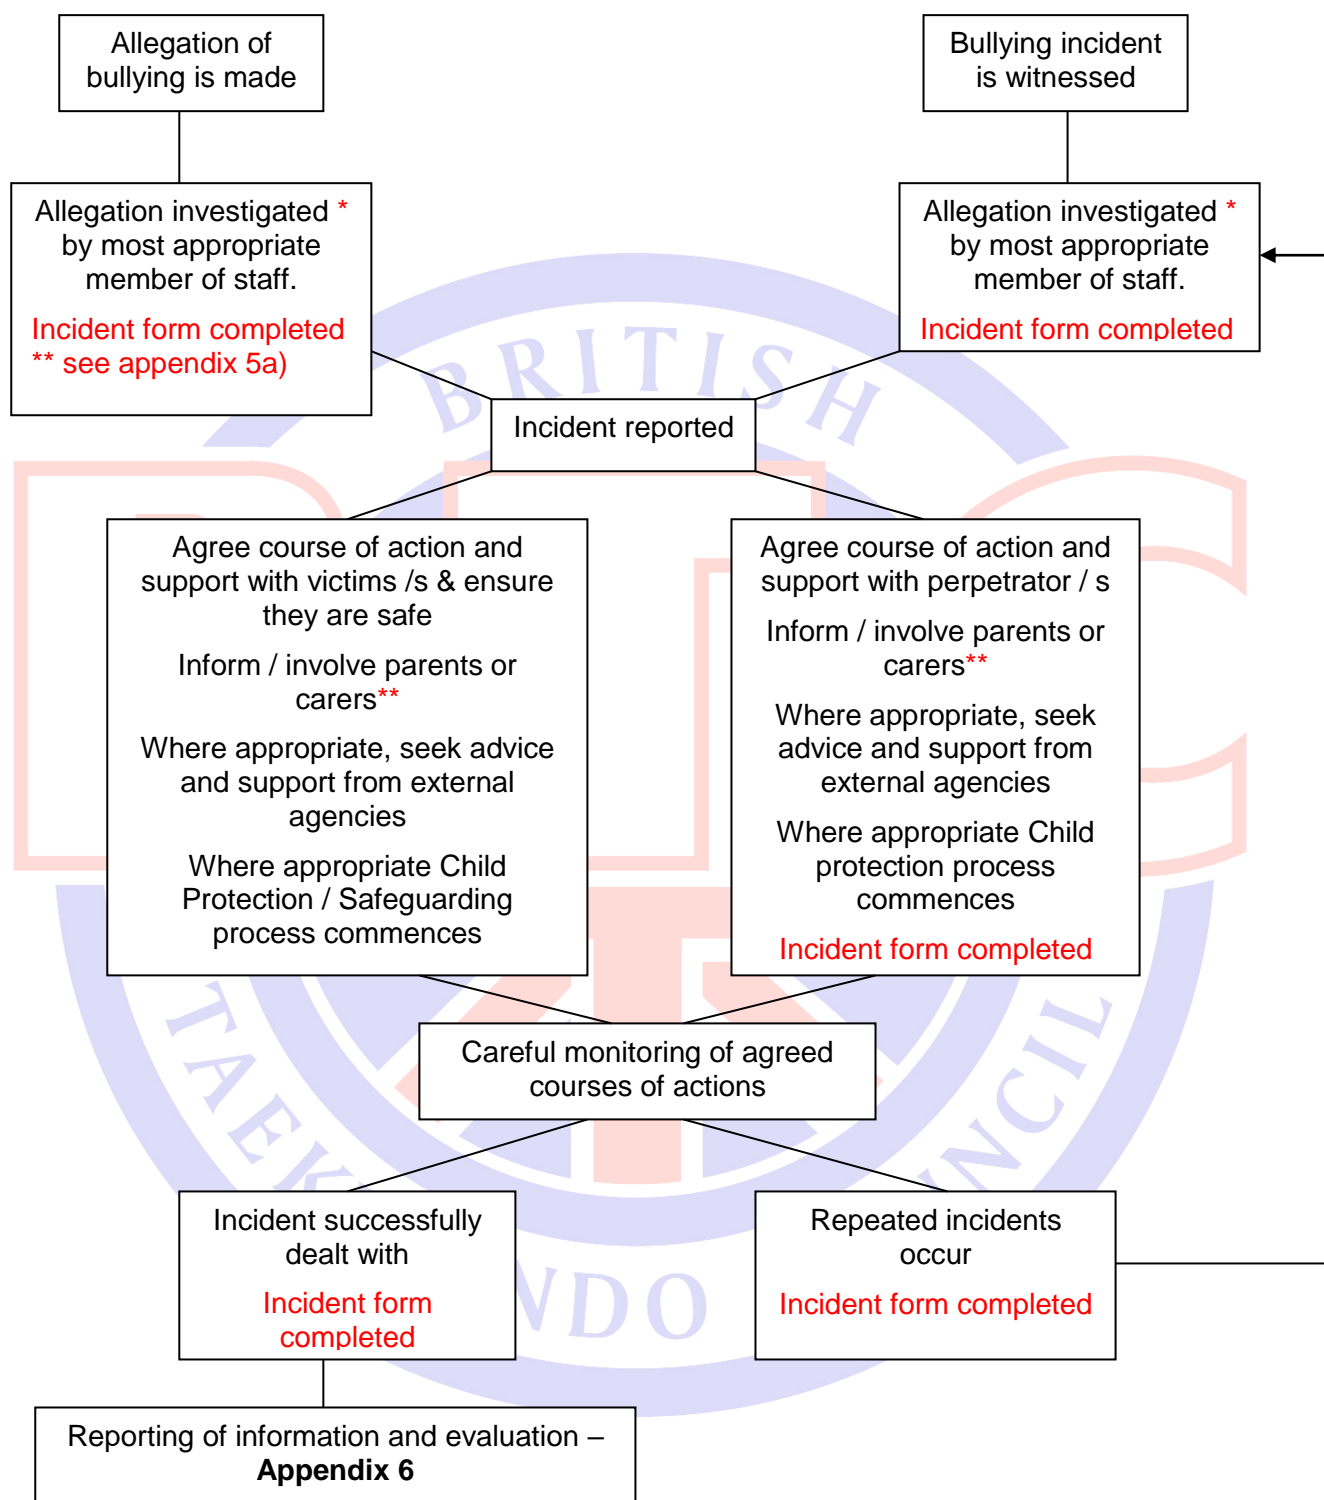 Allegation of
bullying is made
Bullying incident
is witnessed
Allegation investigated *
by most appropriate
member of staff.
Incident form completed
** see appendix 5a)
Allegation investigated *
by most appropriate
member of staff.
Incident form completed
BRITISH
Incident reported
Agree course of action and
support with victims /s & ensure
they are safe
Inform / involve parents or
carers**
Where appropriate, seek advice
and support from external
agencies
Where appropriate Child
Protection / Safeguarding
process commences
Agree course of action and
support with perpetrator / s
Inform / involve parents or
carers**
Where appropriate, seek
advice and support from
external agencies
Where appropriate Child
protection process
commences
Incident form completed
Careful monitoring of agreed
courses of actions
Incident successfully
dealt with
Incident form
completed
Repeated incidents
occur
Incident form completed
Reporting of information and evaluation –
Appendix 6